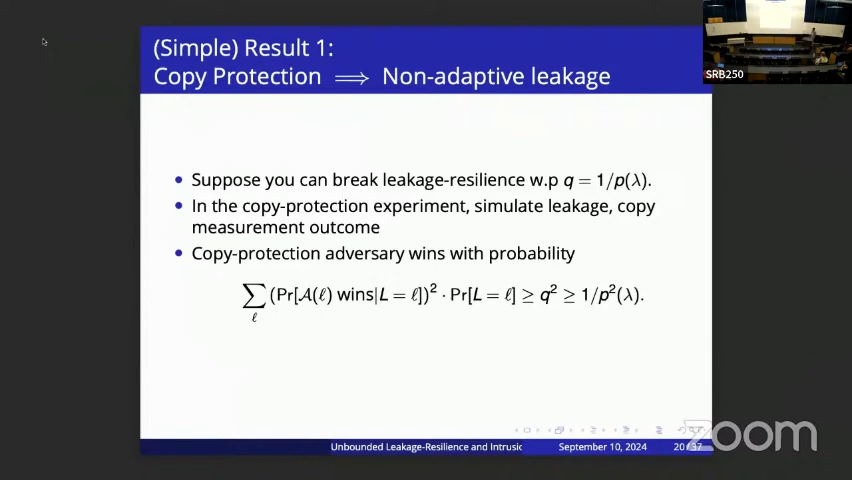 (Simple) Result 1:
Copy Protection ⟹ Non-adaptive leakage
SRB250
• Suppose you can break leakage-resilience w.p q = 1/p(λ).
• In the copy-protection experiment, simulate leakage, copy
measurement outcome
• Copy-protection adversary wins with probability
∑_ℓ (Pr[𝒜(ℓ) wins|L = ℓ])² · Pr[L = ℓ] ≥ q² ≥ 1/p²(λ).
Unbounded Leakage-Resilience and Intrusic
September 10, 2024
20/37
zoom